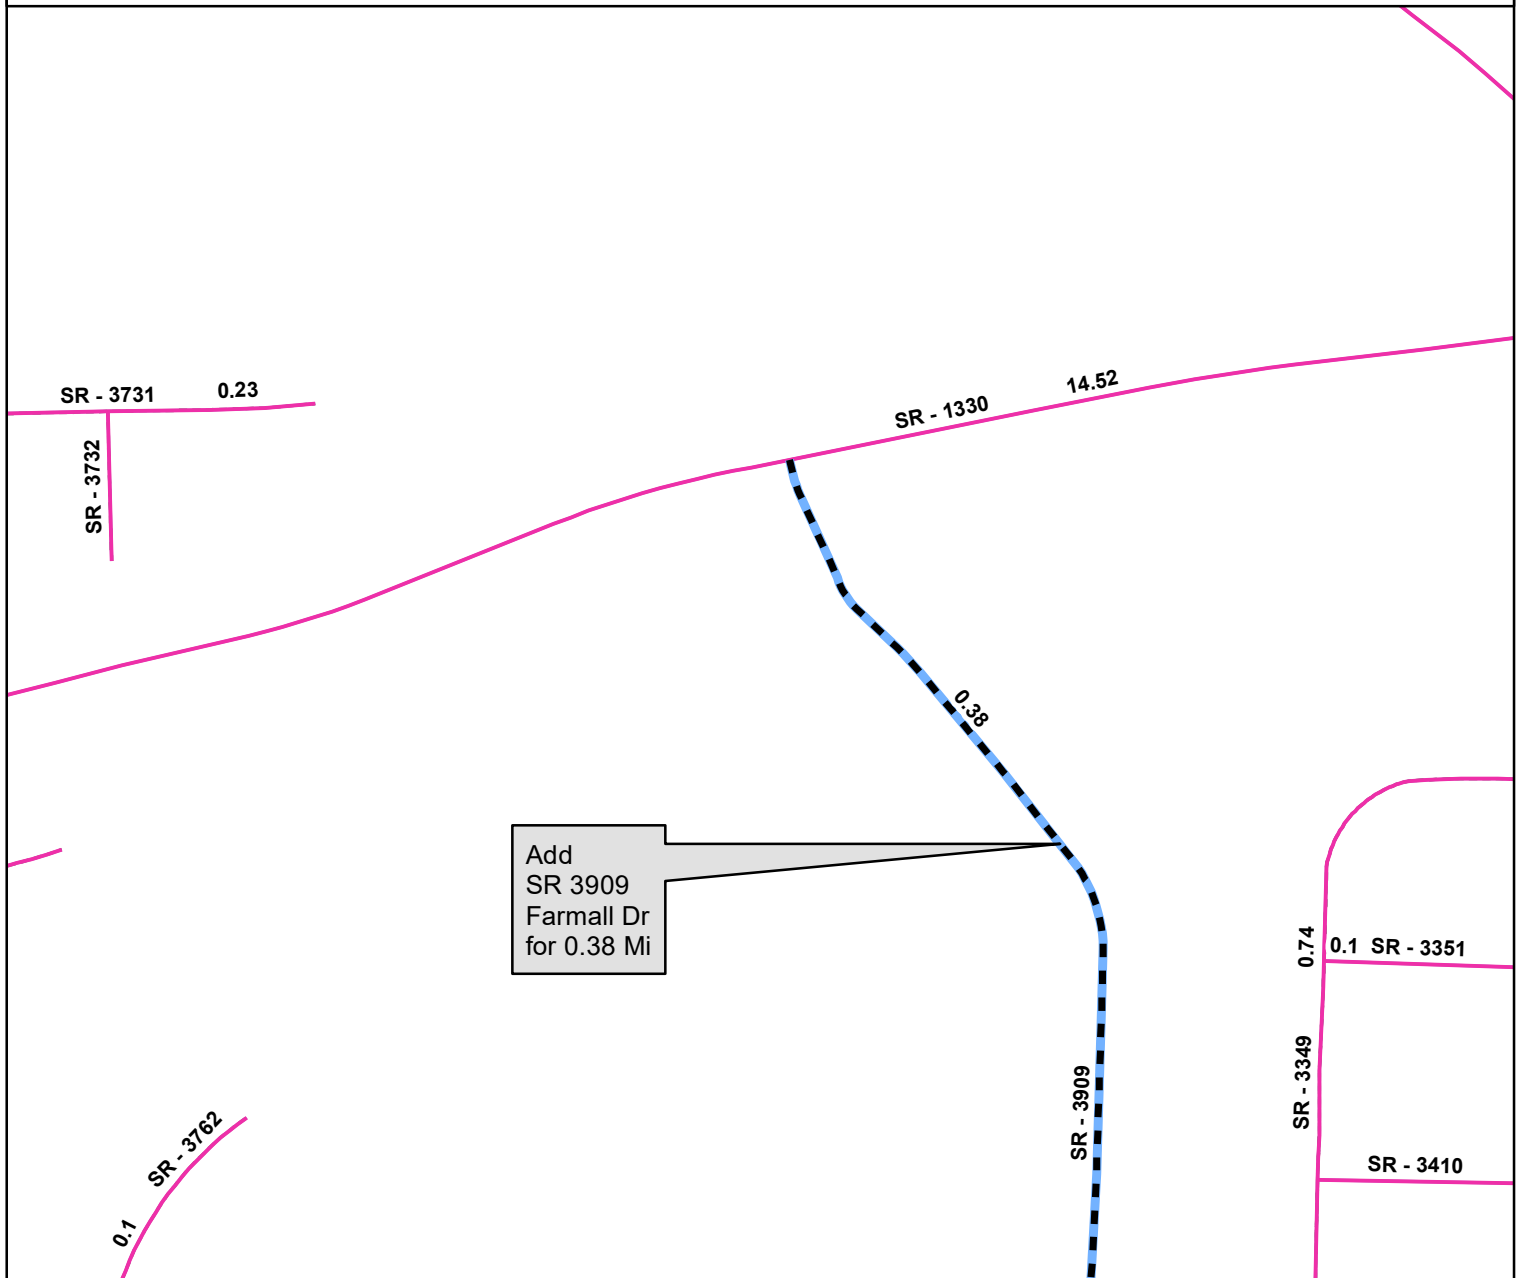 14.52
SR - 1330
SR - 3731
0.23
SR - 3732
0.38
Add
SR 3909
Farmall Dr
for 0.38 Mi
0.74
0.1
SR - 3351
SR - 3349
SR - 3909
SR - 3762
SR - 3410
0.1